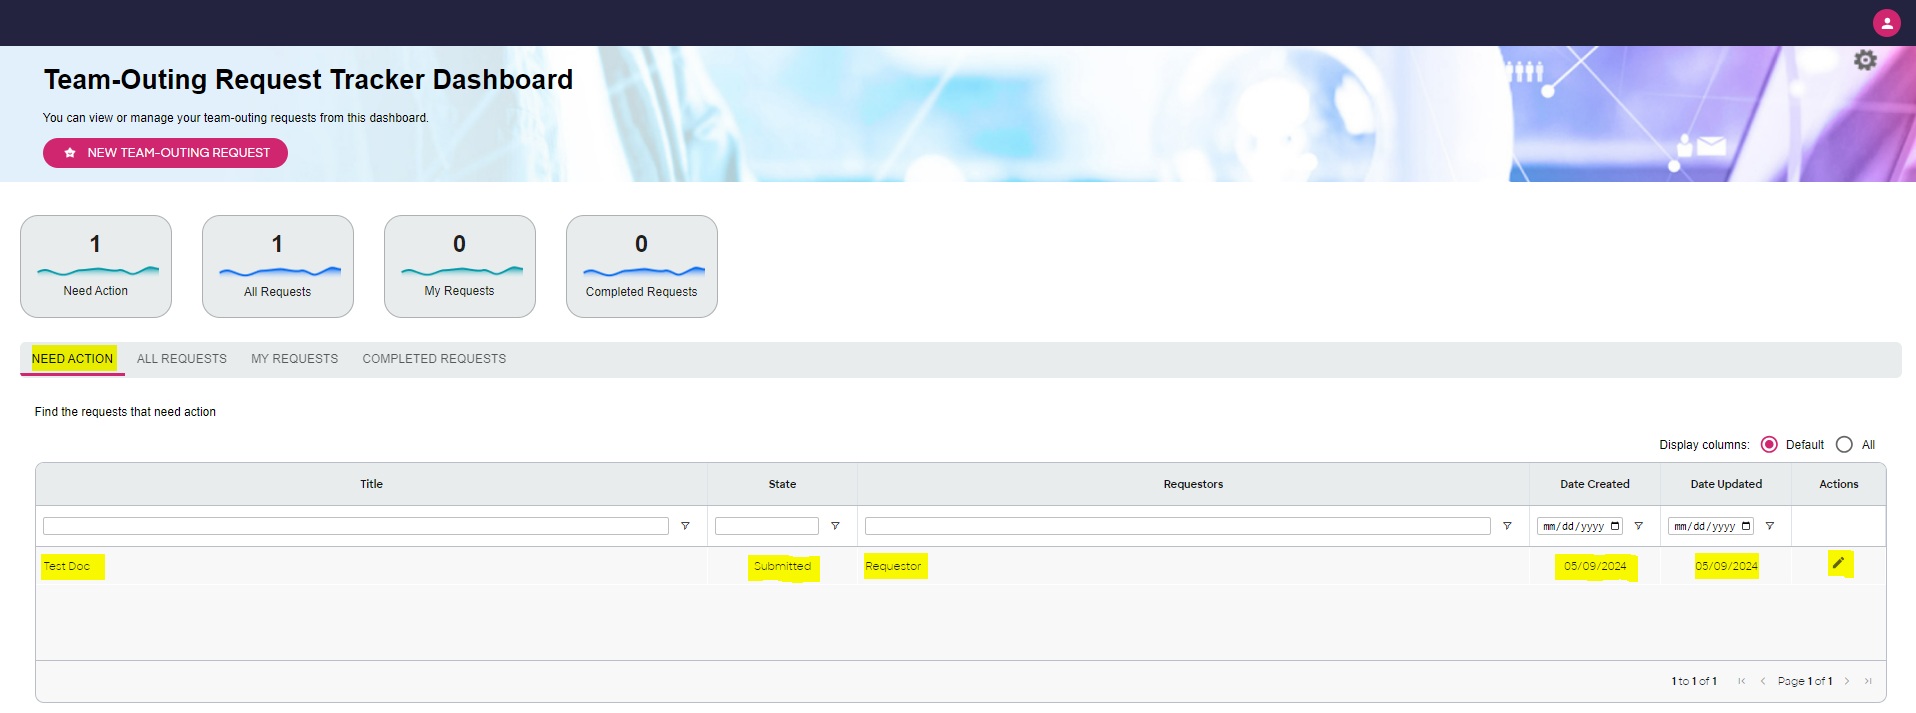 Team-Outing Request Tracker Dashboard
You can view or manage your team-outing requests from this dashboard.
NEW TEAM-OUTING REQUEST
1 1 0 0
Need Action All Requests My Requests Completed Requests
NEED ACTION ALL REQUESTS MY REQUESTS COMPLETED REQUESTS
Find the requests that need action
Display columns: Default All
Title State Requestors Date Created Date Updated Actions
mm/dd/yyyy mm/dd/yyyy
Test Doc Submitted Requestor 05/09/2024 05/09/2024
1 to 1 of 1 Page 1 of 1